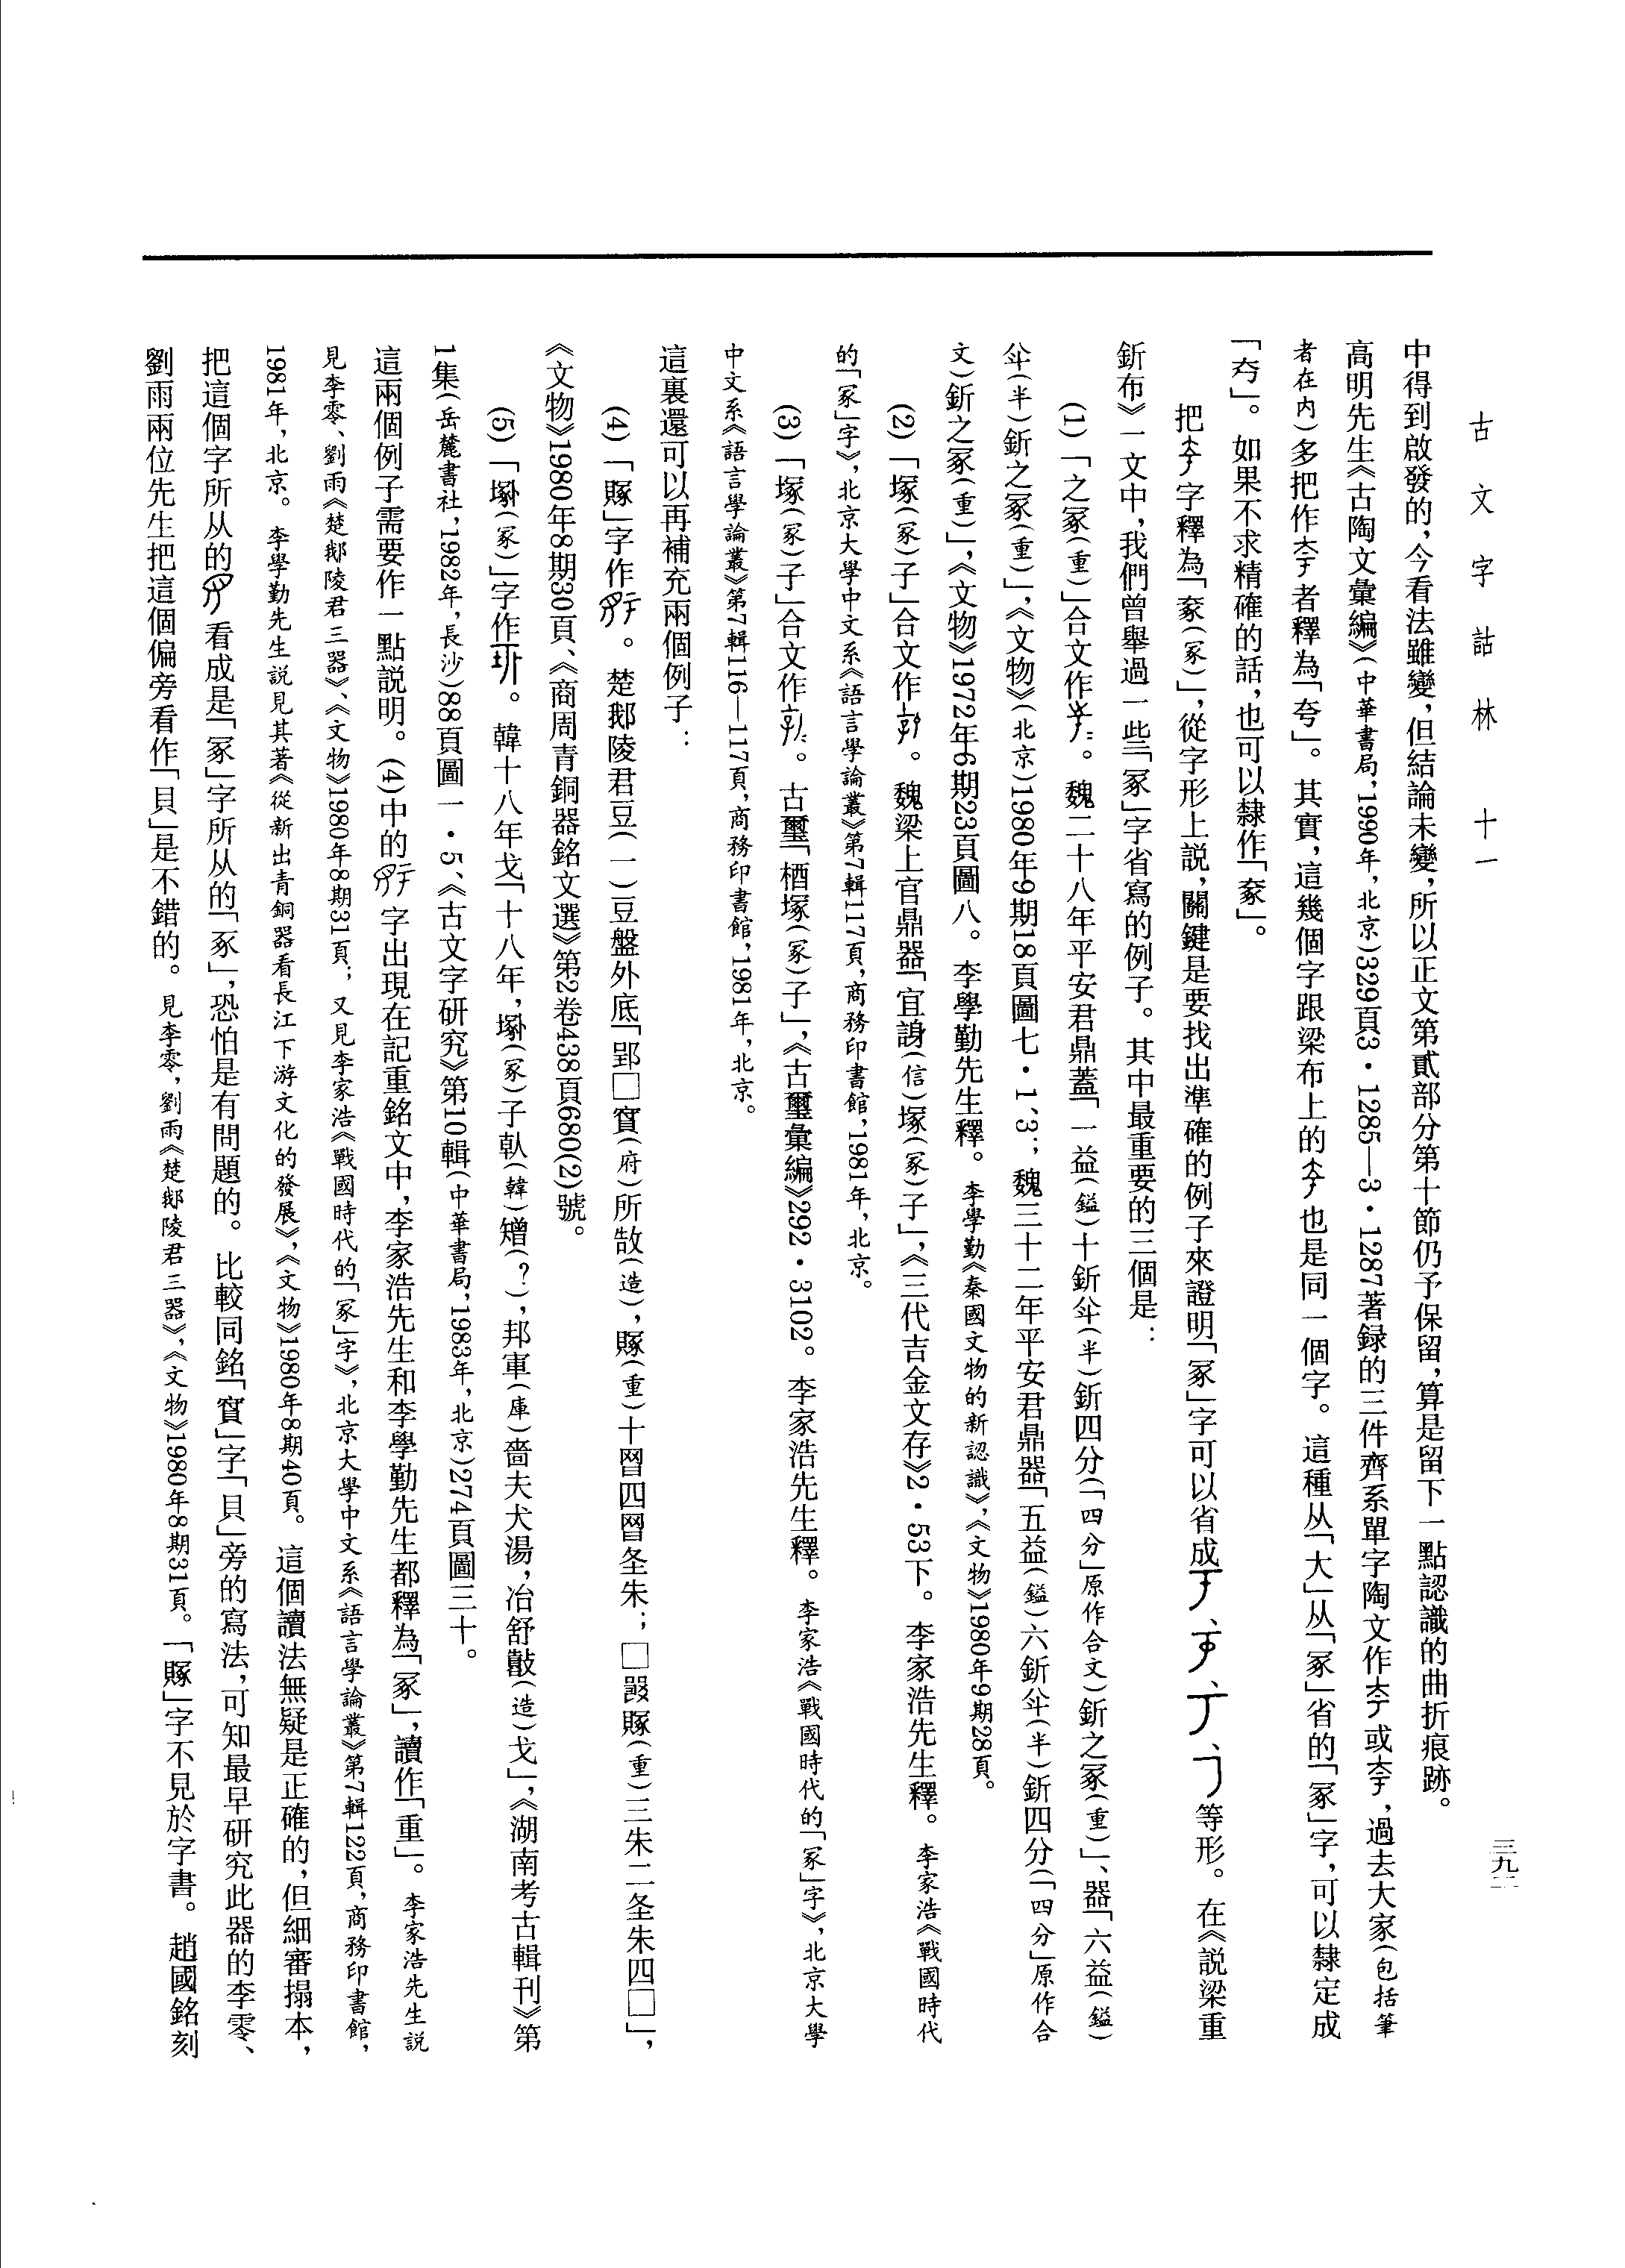 古文字詁林 十一
三九二
中得到啟發的，今看法雖變，但結論未變，所以正文第貳部分第十節仍予保留，算是留下一點認識的曲折痕跡。
高明先生《古陶文彙編》（中華書局，1990年，北京）329頁3·1285—3·1287著録的三件齊系單字陶文作或，過去大家（包括筆
者在内）多把作者釋為「夸」。其實，這幾個字跟梁布上的也是同一個字。這種从「大」从「冢」省的「冢」字，可以隸定成
「夸」。如果不求精確的話，也可以隸作「」。
把字釋為「（冢）」，從字形上説，關鍵是要找出準確的例子來證明「冢」字可以省成、、、等形。在《説梁重
釿布》一文中，我們曾舉過一些「冢」字省寫的例子。其中最重要的三個是：
(1)「之冢（重）」合文作。魏二十八年平安君鼎蓋「一益（鎰）十釿伞（半）釿四分（「四分」原作合文）釿之冢（重）」、器「六益（鎰）
伞（半）釿之冢（重）」，《文物》（北京）1980年9期18頁圖七·1、3；魏三十二年平安君鼎器「五益（鎰）六釿伞（半）釿四分（「四分」原作合
文）釿之冢（重）」，《文物》1972年6期23頁圖八。李學勤先生釋。李學勤《秦國文物的新認識》，《文物》1980年9期28頁。
(2)「塚（冢）子」合文作。魏梁上官鼎器「宜（信）塚（冢）子」，《三代吉金文存》2·53下。李家浩先生釋。李家浩《戰國時代
的「冢」字》，北京大學中文系《語言學論叢》第7輯117頁，商務印書館，1981年，北京。
(3)「塚（冢）子」合文作。古璽「栖塚（冢）子」，《古璽彙編》292·3102。李家浩先生釋。李家浩《戰國時代的「冢」字》，北京大學
中文系《語言學論叢》第7輯116—117頁，商務印書館，1981年，北京。
這裏還可以再補充兩個例子：
(4)「」字作。楚陵君豆（一）豆盤外底「郢□（府）所（造），（重）十四朱；□（重）三朱二朱四□」，
《文物》1980年8期30頁、《商周青銅器銘文選》第2卷438頁680(2)號。
(5)「（冢）」字作。韓十八年戈「十八年，（冢）子（韓）矰（？），邦軍（庫）嗇夫犬湯，冶舒（造）戈」，《湖南考古輯刊》第
1集（岳麓書社，1982年，長沙）88頁圖一·5、《古文字研究》第10輯（中華書局，1983年，北京）274頁圖三十。
這兩個例子需要作一點説明。(4)中的字出現在記重銘文中，李家浩先生和李學勤先生都釋為「冢」，讀作「重」。李家浩先生説
見李零、劉雨《楚陵君三器》、《文物》1980年8期31頁；又見李家浩《戰國時代的「冢」字》，北京大學中文系《語言學論叢》第7輯122頁，商務印書館，
1981年，北京。李學勤先生説見其著《從新出青銅器看長江下游文化的發展》，《文物》1980年8期40頁。這個讀法無疑是正確的，但細審搨本，
把這個字所从的看成是「冢」字所从的「豕」，恐怕是有問題的。比較同銘「」字「貝」旁的寫法，可知最早研究此器的李零、
劉雨兩位先生把這個偏旁看作「貝」是不錯的。見李零，劉雨《楚陵君三器》，《文物》1980年8期31頁。「」字不見於字書。趙國銘刻